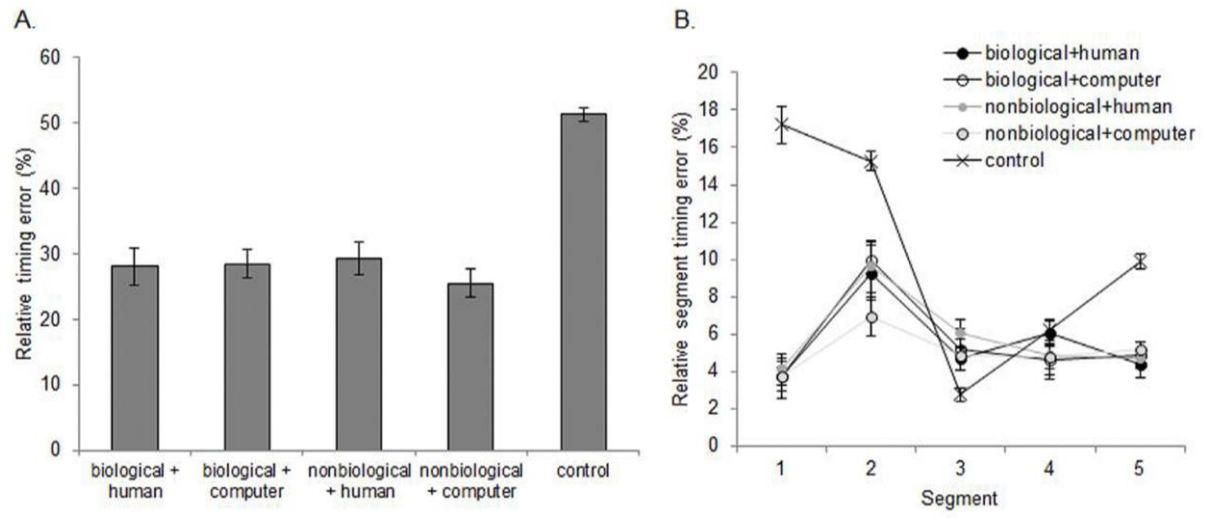 A.
Relative timing error (%)
60
50
40
30
20
10
0
biological +
human
biological +
computer
nonbiological
+ human
nonbiological
+ computer
control
B.
Relative segment timing error (%)
20
18
16
14
12
10
8
6
4
2
0
1
2
3
4
5
Segment
biological+human
biological+computer
nonbiological+human
nonbiological+computer
control